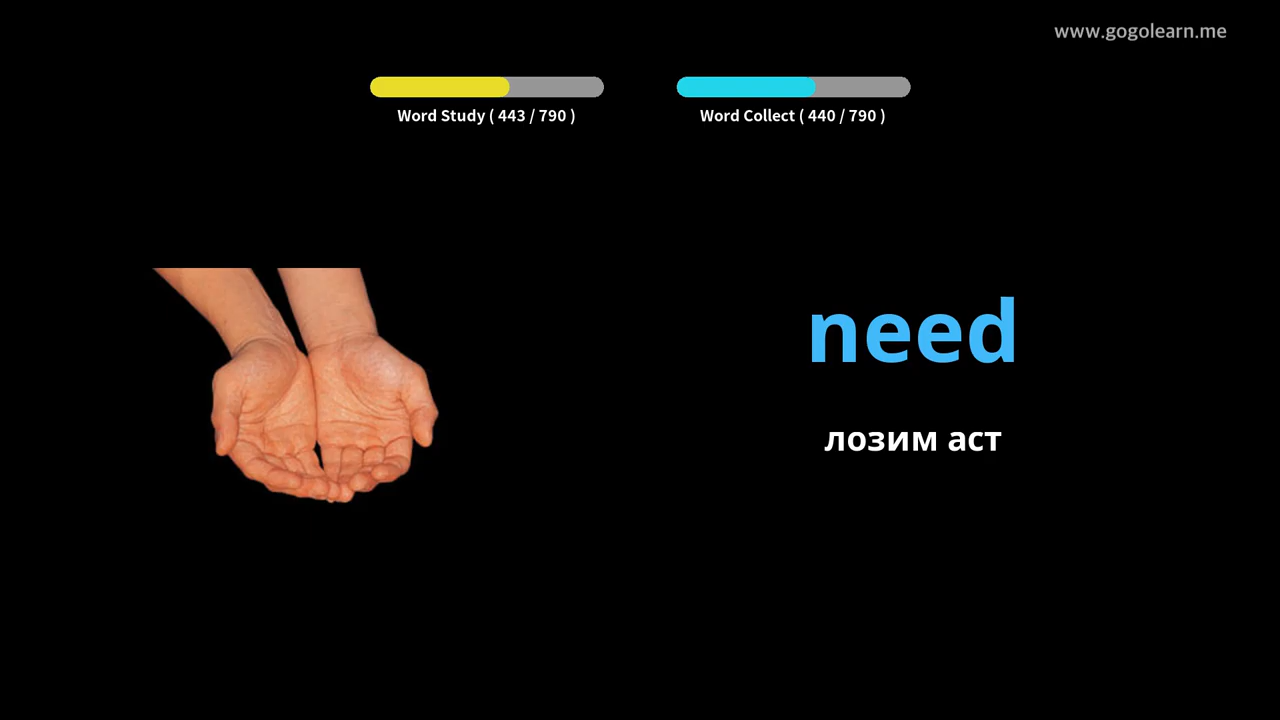 www.gogolearn.me
Word Study ( 443 / 790 )
Word Collect ( 440 / 790 )
need
лозим аст